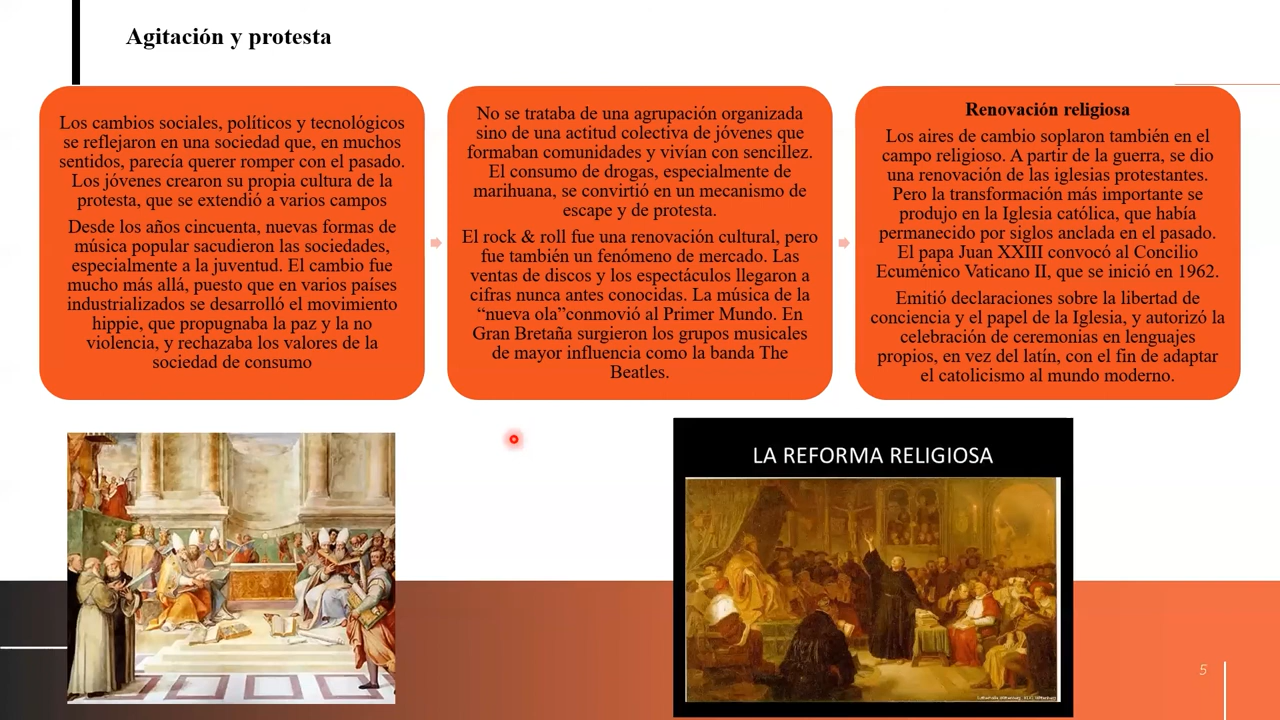 Agitación y protesta
Los cambios sociales, políticos y tecnológicos
se reflejaron en una sociedad que, en muchos
sentidos, parecía querer romper con el pasado.
Los jóvenes crearon su propia cultura de la
protesta, que se extendió a varios campos
Desde los años cincuenta, nuevas formas de
música popular sacudieron las sociedades,
especialmente a la juventud. El cambio fue
mucho más allá, puesto que en varios países
industrializados se desarrolló el movimiento
hippie, que propugnaba la paz y la no
violencia, y rechazaba los valores de la
sociedad de consumo
No se trataba de una agrupación organizada
sino de una actitud colectiva de jóvenes que
formaban comunidades y vivían con sencillez.
El consumo de drogas, especialmente de
marihuana, se convirtió en un mecanismo de
escape y de protesta.
El rock & roll fue una renovación cultural, pero
fue también un fenómeno de mercado. Las
ventas de discos y los espectáculos llegaron a
cifras nunca antes conocidas. La música de la
“nueva ola”conmovió al Primer Mundo. En
Gran Bretaña surgieron los grupos musicales
de mayor influencia como la banda The
Beatles.
Renovación religiosa
Los aires de cambio soplaron también en el
campo religioso. A partir de la guerra, se dio
una renovación de las iglesias protestantes.
Pero la transformación más importante se
produjo en la Iglesia católica, que había
permanecido por siglos anclada en el pasado.
El papa Juan XXIII convocó al Concilio
Ecuménico Vaticano II, que se inició en 1962.
Emitió declaraciones sobre la libertad de
conciencia y el papel de la Iglesia, y autorizó la
celebración de ceremonias en lenguajes
propios, en vez del latín, con el fin de adaptar
el catolicismo al mundo moderno.
LA REFORMA RELIGIOSA
5